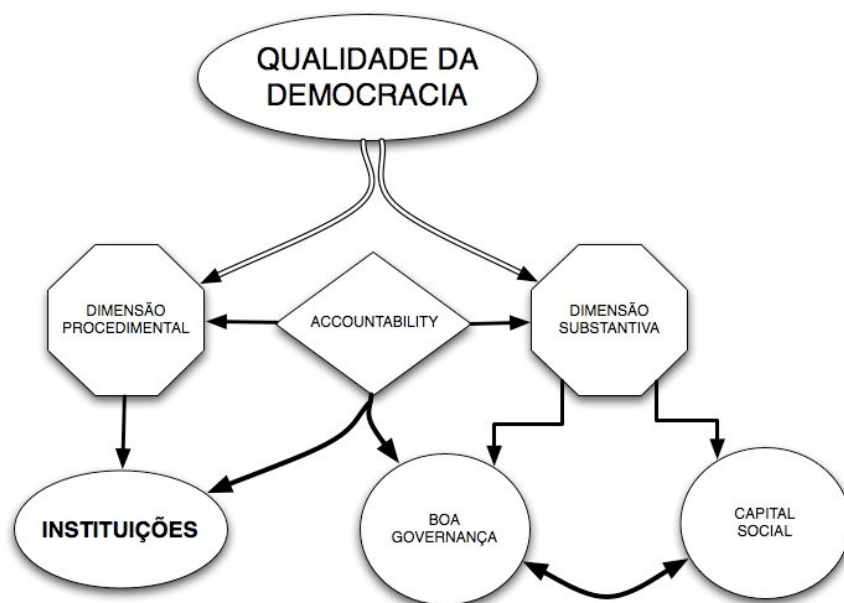 QUALIDADE DA
DEMOCRACIA
DIMENSÃO
PROCEDIMENTAL
ACCOUNTABILITY
DIMENSÃO
SUBSTANTIVA
INSTITUIÇÕES
BOA
GOVERNANÇA
CAPITAL
SOCIAL